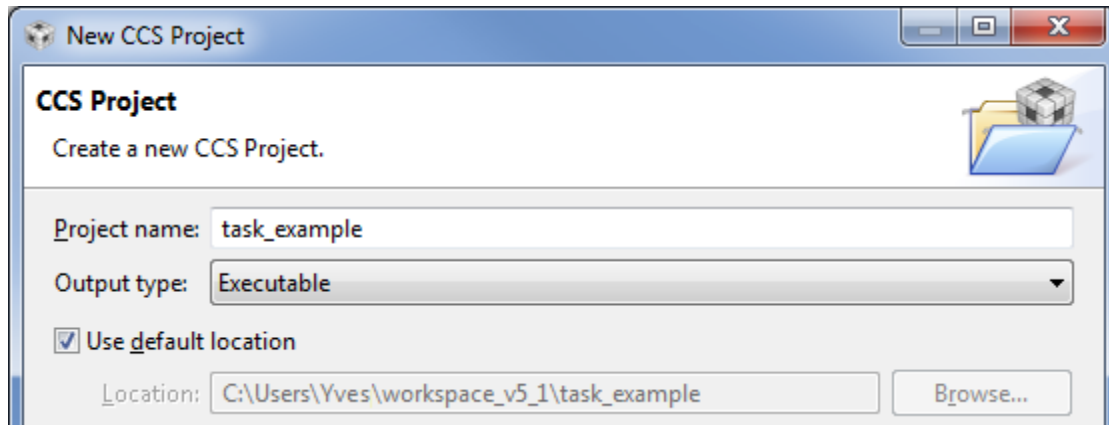 New CCS Project
CCS Project
Create a new CCS Project.
Project name: task_example
Output type: Executable
Use default location
Location: C:\Users\Yves\workspace_v5_1\task_example Browse...